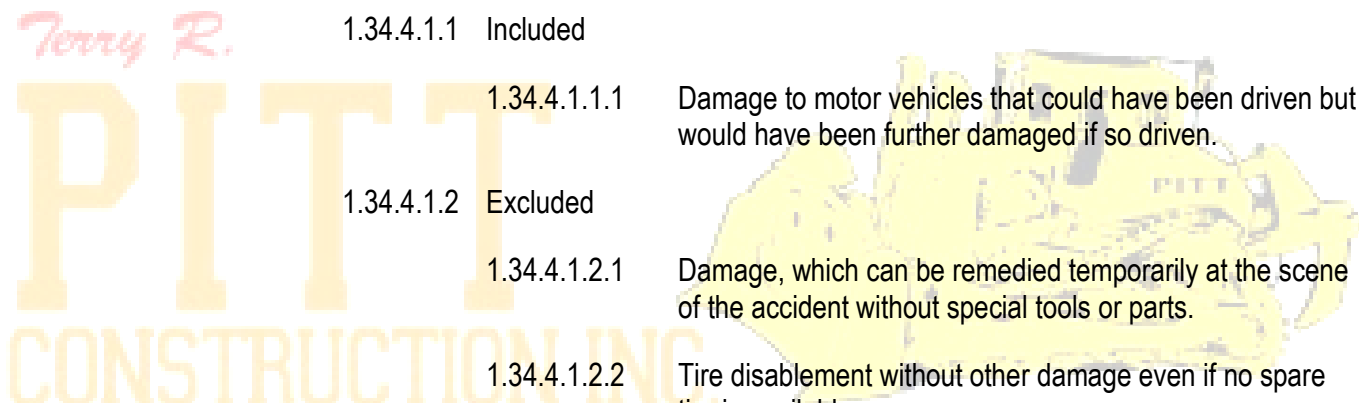 Terry R.
PITT
CONSTRUCTION INC.
PITT
1.34.4.1.1 Included
1.34.4.1.1.1 Damage to motor vehicles that could have been driven but
would have been further damaged if so driven.
1.34.4.1.2 Excluded
1.34.4.1.2.1 Damage, which can be remedied temporarily at the scene
of the accident without special tools or parts.
1.34.4.1.2.2 Tire disablement without other damage even if no spare